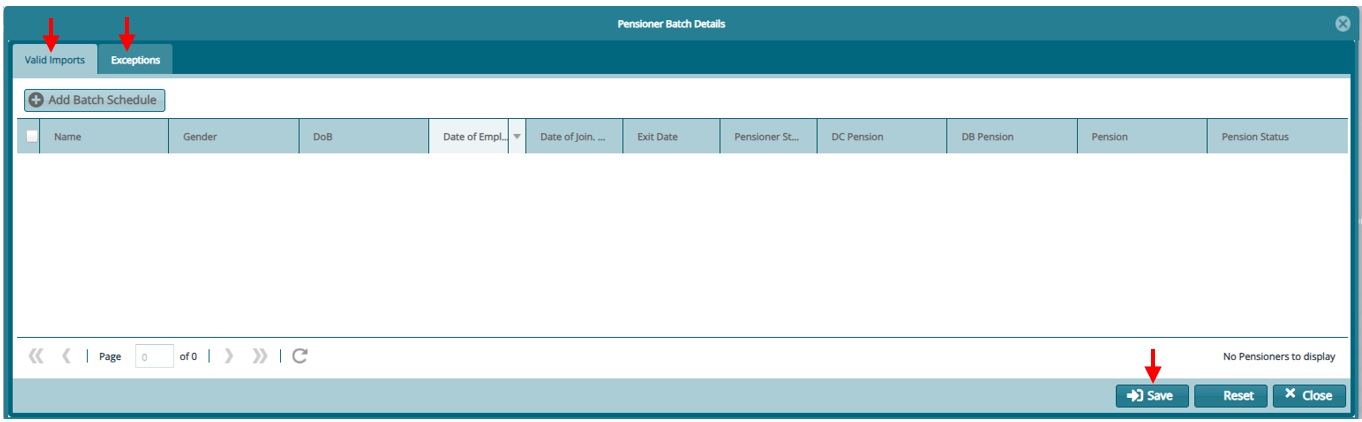 Pensioner Batch Details
Valid Imports Exceptions
Add Batch Schedule
Name Gender DoB Date of Empl... Date of Join. ... Exit Date Pensioner St... DC Pension DB Pension Pension Pension Status
Page 0 of 0 No Pensioners to display
Save Reset Close